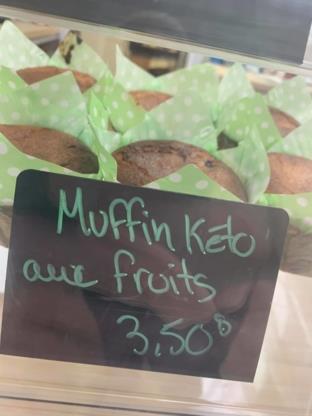 Muffin Keto
aux fruits
3.50$